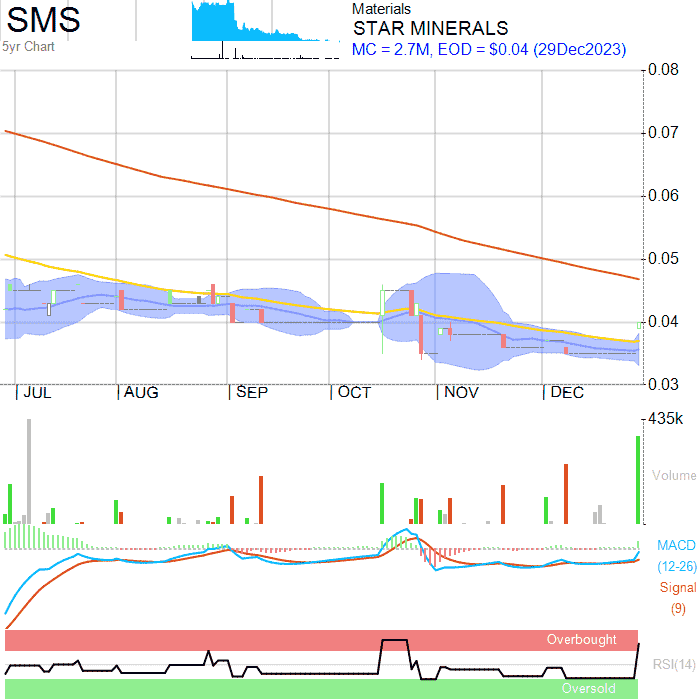 SMS
5yr Chart
Materials
STAR MINERALS
MC = 2.7M, EOD = $0.04 (29Dec2023)
0.08
0.07
0.06
0.05
0.04
0.03
JUL AUG SEP OCT NOV DEC
435k
Volume
MACD
(12-26)
Signal
(9)
Overbought
RSI(14)
Oversold